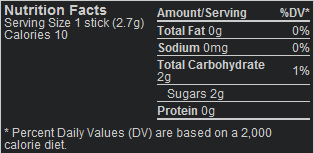 Nutrition Facts
Serving Size 1 stick (2.7g)
Calories 10
Amount/Serving %DV*
Total Fat 0g 0%
Sodium 0mg 0%
Total Carbohydrate
2g 1%
Sugars 2g
Protein 0g
* Percent Daily Values (DV) are based on a 2,000
calorie diet.